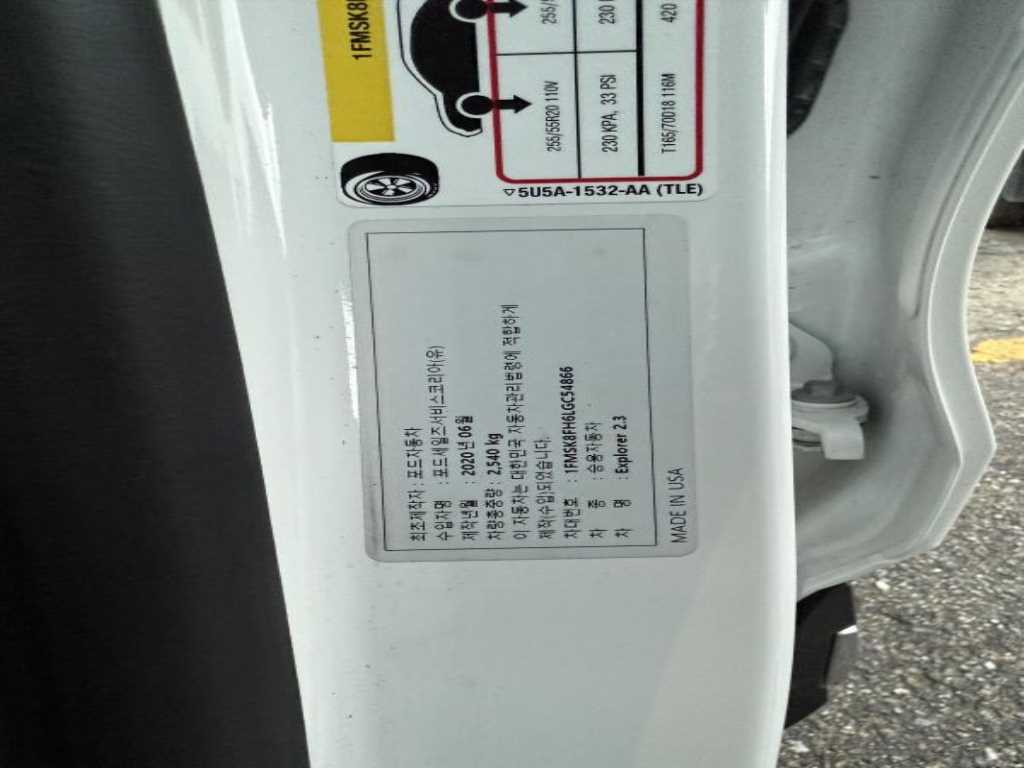 1FMSK8
255/55R20 110V
230 KPA, 33 PSI
T165/70D18 116M
255/
230
420
▽5U5A-1532-AA (TLE)
최초제작자 : 포드자동차
수입자명 : 포드세일즈서비스코리아(유)
제작년월 : 2020년 06월
차량총중량 : 2,540 kg
이 자동차는 대한민국 자동차관리법령에 적합하게
제작(수입)되었습니다.
차대번호 : 1FMSK8FH6LGC54866
차 종 : 승용자동차
차 명 : Explorer 2.3
MADE IN USA